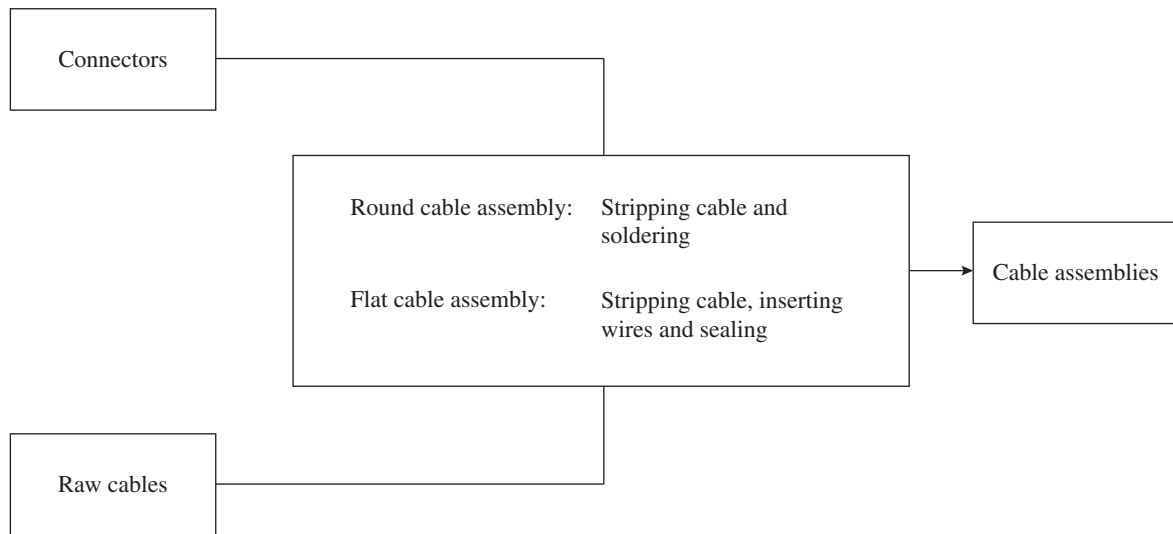 Connectors
Round cable assembly: Stripping cable and
soldering
Flat cable assembly: Stripping cable, inserting
wires and sealing
Cable assemblies
Raw cables